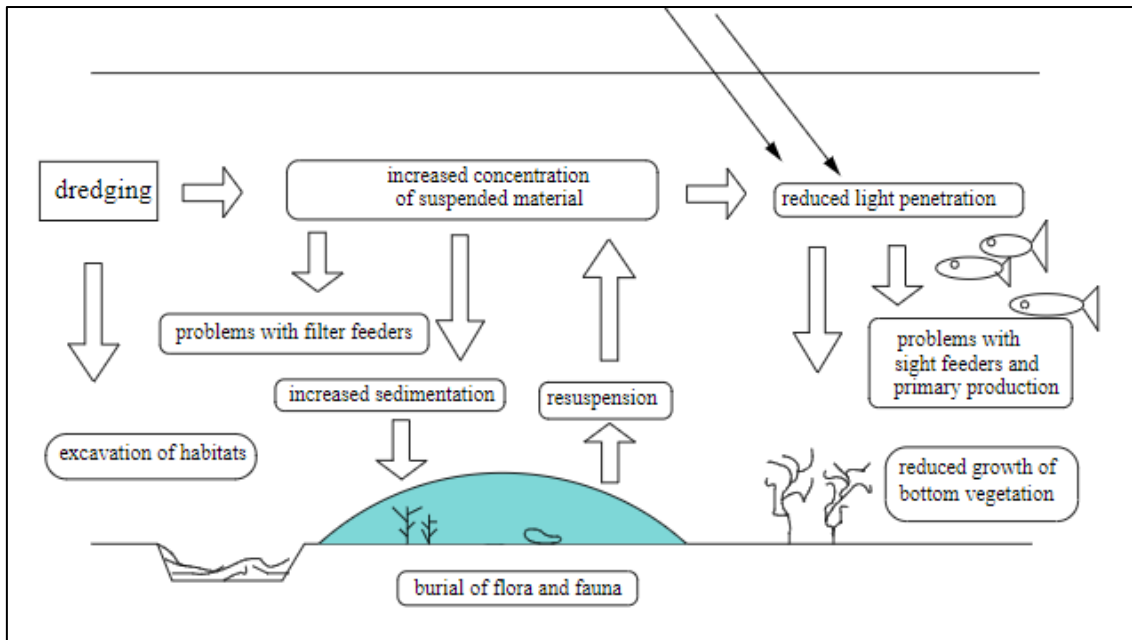 dredging
increased concentration
of suspended material
reduced light penetration
problems with filter feeders
problems with
sight feeders and
primary production
increased sedimentation
resuspension
excavation of habitats
reduced growth of
bottom vegetation
burial of flora and fauna